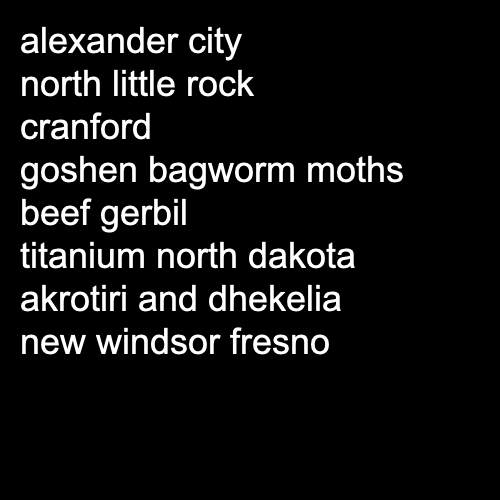 alexander city
north little rock
cranford
goshen bagworm moths
beef gerbil
titanium north dakota
akrotiri and dhekelia
new windsor fresno